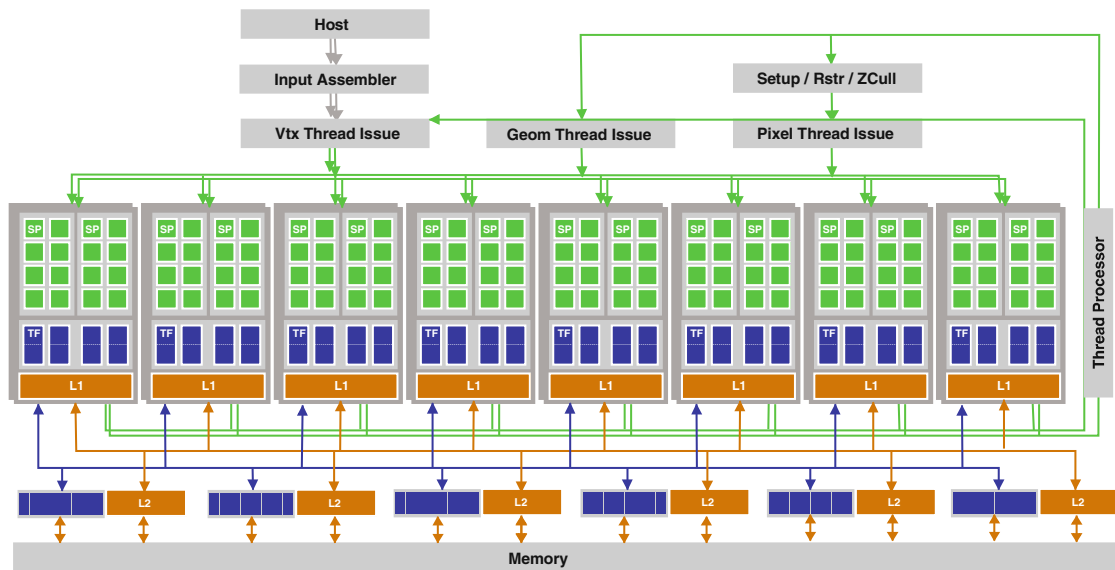 Host
Input Assembler
Setup / Rstr / ZCull
Vtx Thread Issue
Geom Thread Issue
Pixel Thread Issue
SP SP SP SP SP SP SP SP SP SP SP SP SP SP SP SP
Thread Processor
TF TF TF TF TF TF TF TF
L1 L1 L1 L1 L1 L1 L1 L1
L2 L2 L2 L2 L2 L2
Memory